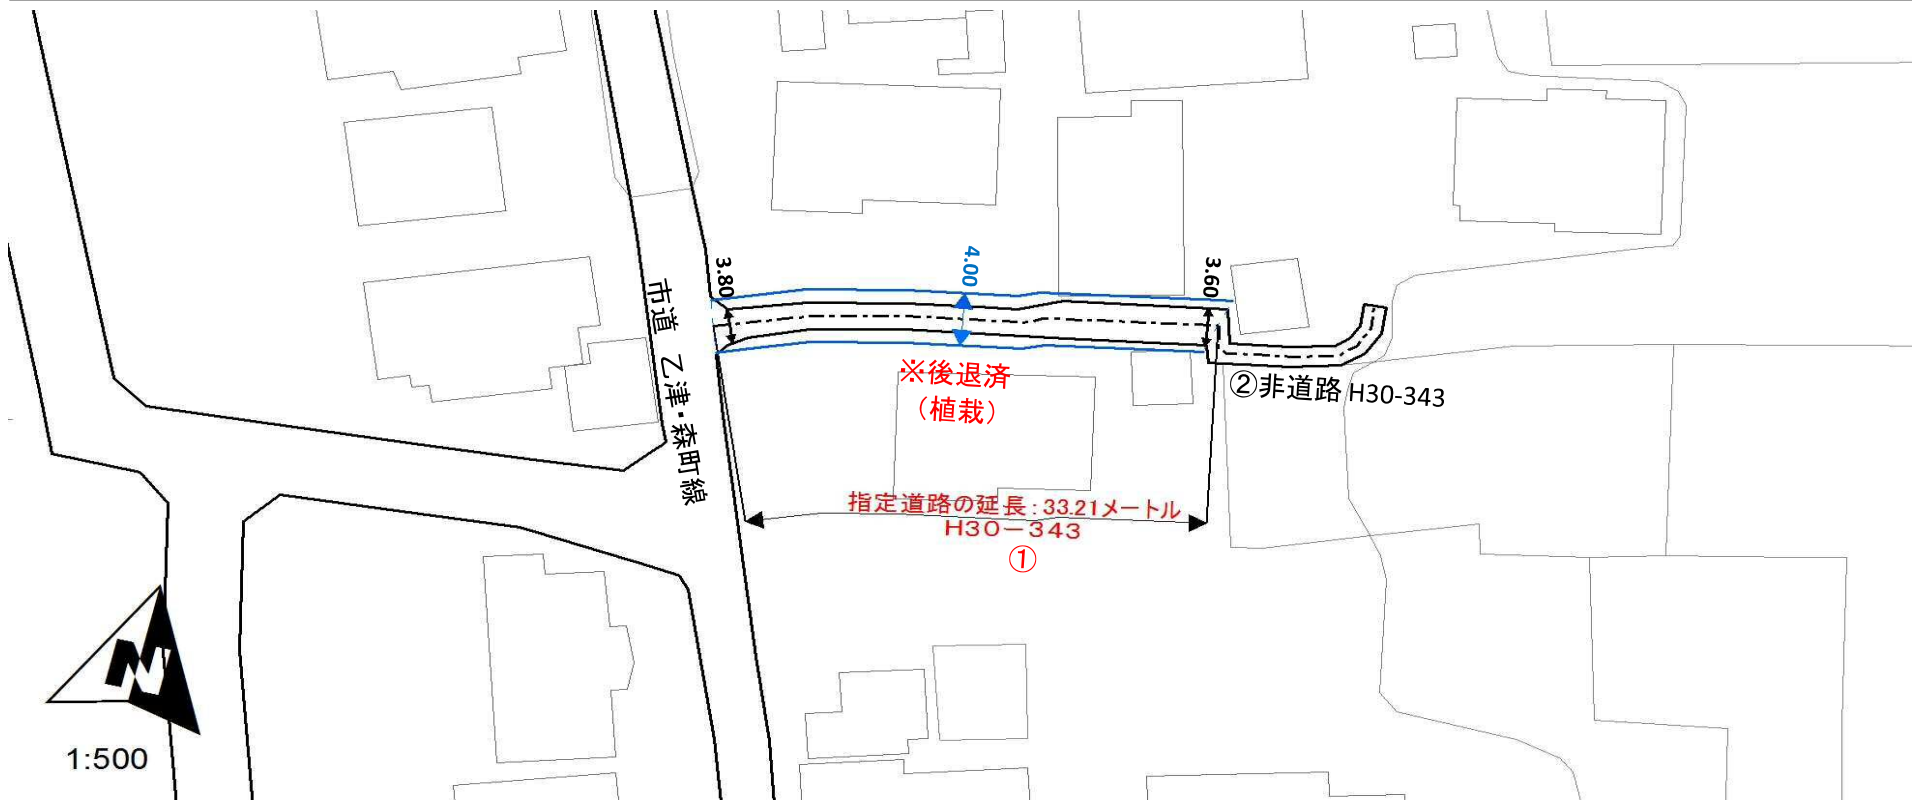 3.80
4.00
3.60
市道 乙津・森町線
※後退済
（植栽）
②非道路 H30-343
指定道路の延長：33.21メートル
H30－343
①
N
1:500